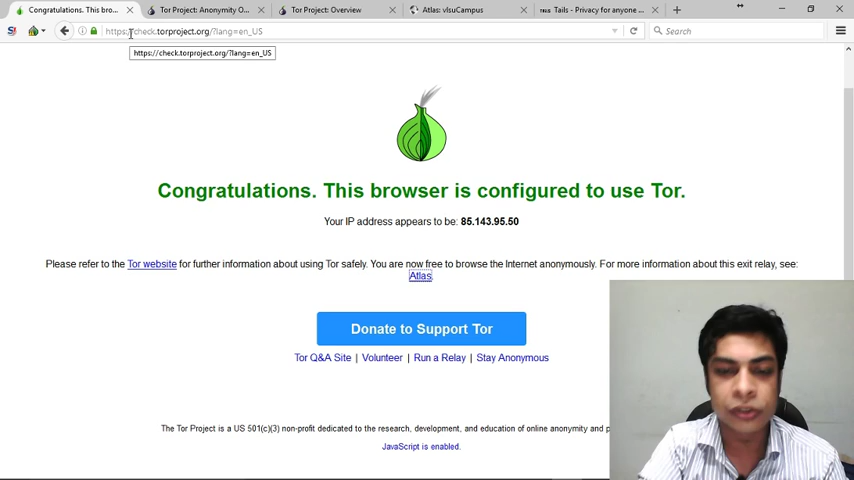 Congratulations. This bro...
Tor Project: Anonymity O...
Tor Project: Overview
Atlas: vlsuCampus
Tails - Privacy for anyone ...
https://check.torproject.org/?lang=en_US
Search
https://check.torproject.org/?lang=en_US
Congratulations. This browser is configured to use Tor.
Your IP address appears to be: 85.143.95.50
Please refer to the Tor website for further information about using Tor safely. You are now free to browse the Internet anonymously. For more information about this exit relay, see:
Atlas.
Donate to Support Tor
Tor Q&A Site | Volunteer | Run a Relay | Stay Anonymous
The Tor Project is a US 501(c)(3) non-profit dedicated to the research, development, and education of online anonymity and p
JavaScript is enabled.